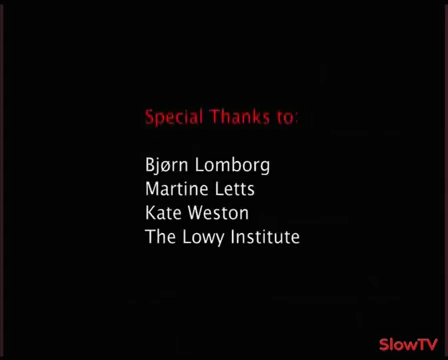 Special Thanks to:
Bjørn Lomborg
Martine Letts
Kate Weston
The Lowy Institute
SlowTV